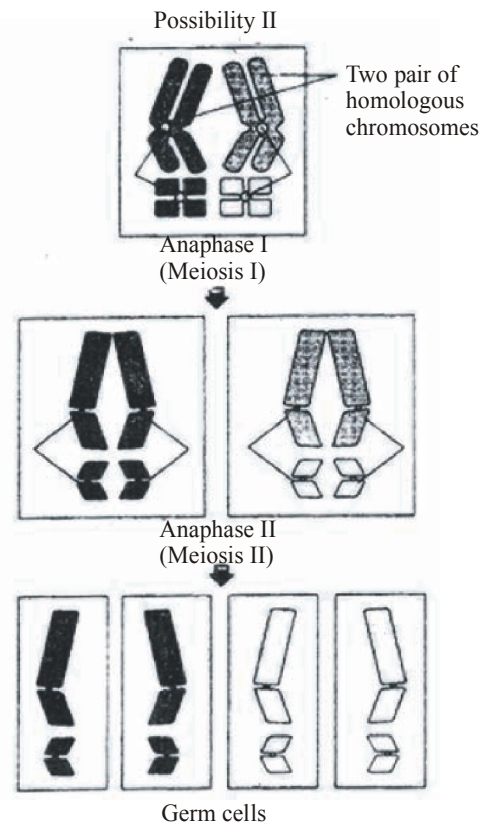 Possibility II
Two pair of
homologous
chromosomes
Anaphase I
(Meiosis I)
Anaphase II
(Meiosis II)
Germ cells